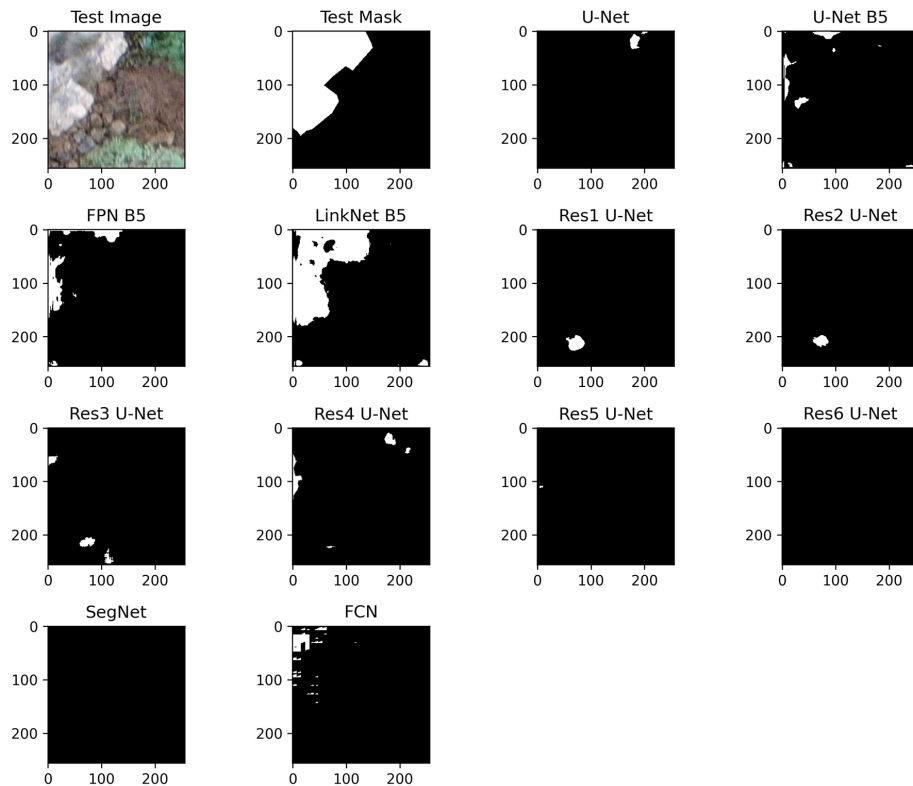 Test Image Test Mask U-Net U-Net B5
0 0 0 0
100 100 100 100
200 200 200 200
0 100 200 0 100 200 0 100 200 0 100 200
FPN B5 LinkNet B5 Res1 U-Net Res2 U-Net
0 0 0 0
100 100 100 100
200 200 200 200
0 100 200 0 100 200 0 100 200 0 100 200
Res3 U-Net Res4 U-Net Res5 U-Net Res6 U-Net
0 0 0 0
100 100 100 100
200 200 200 200
0 100 200 0 100 200 0 100 200 0 100 200
SegNet FCN
0 0
100 100
200 200
0 100 200 0 100 200